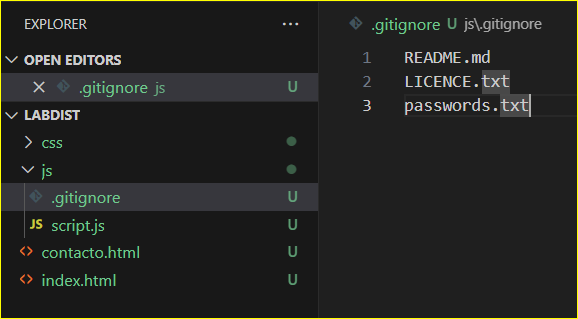 EXPLORER
OPEN EDITORS
.gitignore js U
LABDIST
css
js
.gitignore U
JS script.js U
contacto.html U
index.html U
.gitignore U js\.gitignore
1 README.md
2 LICENCE.txt
3 passwords.txt